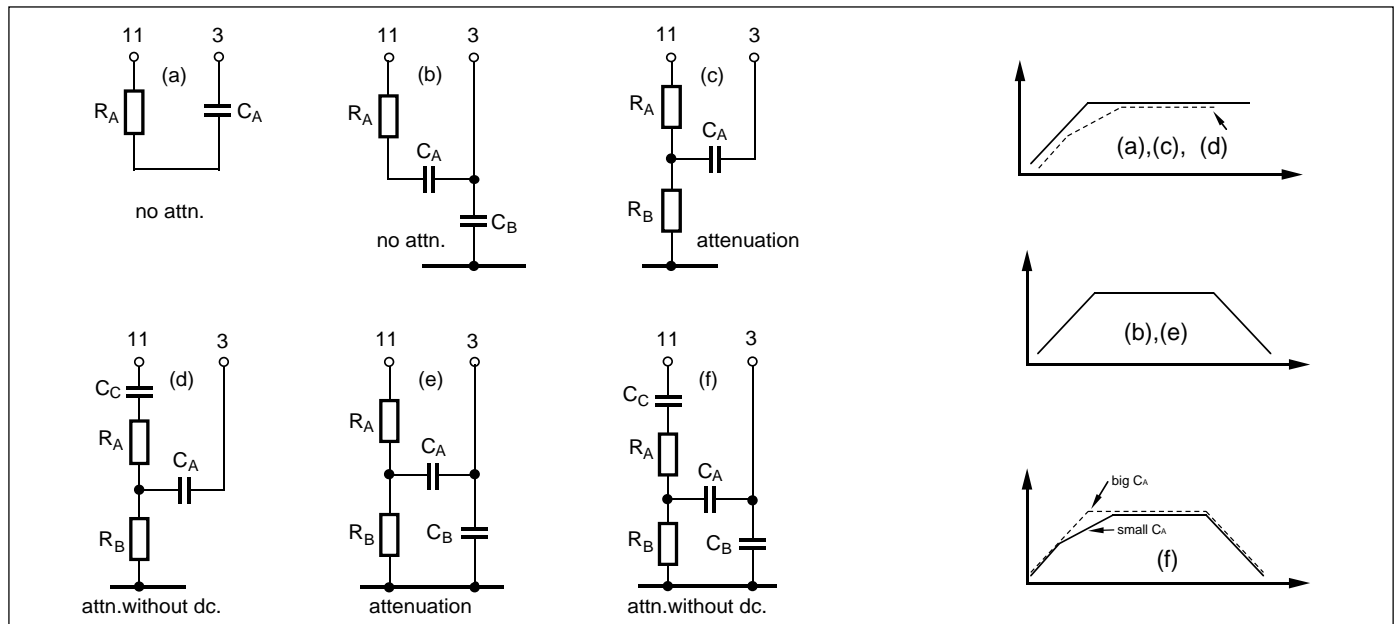 11 3
(a)
RA CA
no attn.
11 3
(b)
RA
CA
CB
no attn.
11 3
(c)
RA
CA
RB
attenuation
(a),(c), (d)
(b),(e)
11 3
(d)
CC
RA
CA
RB
attn.without dc.
11 3
(e)
RA
CA
RB CB
attenuation
11 3
(f)
CC
RA
CA
RB CB
attn.without dc.
big CA
small CA
(f)